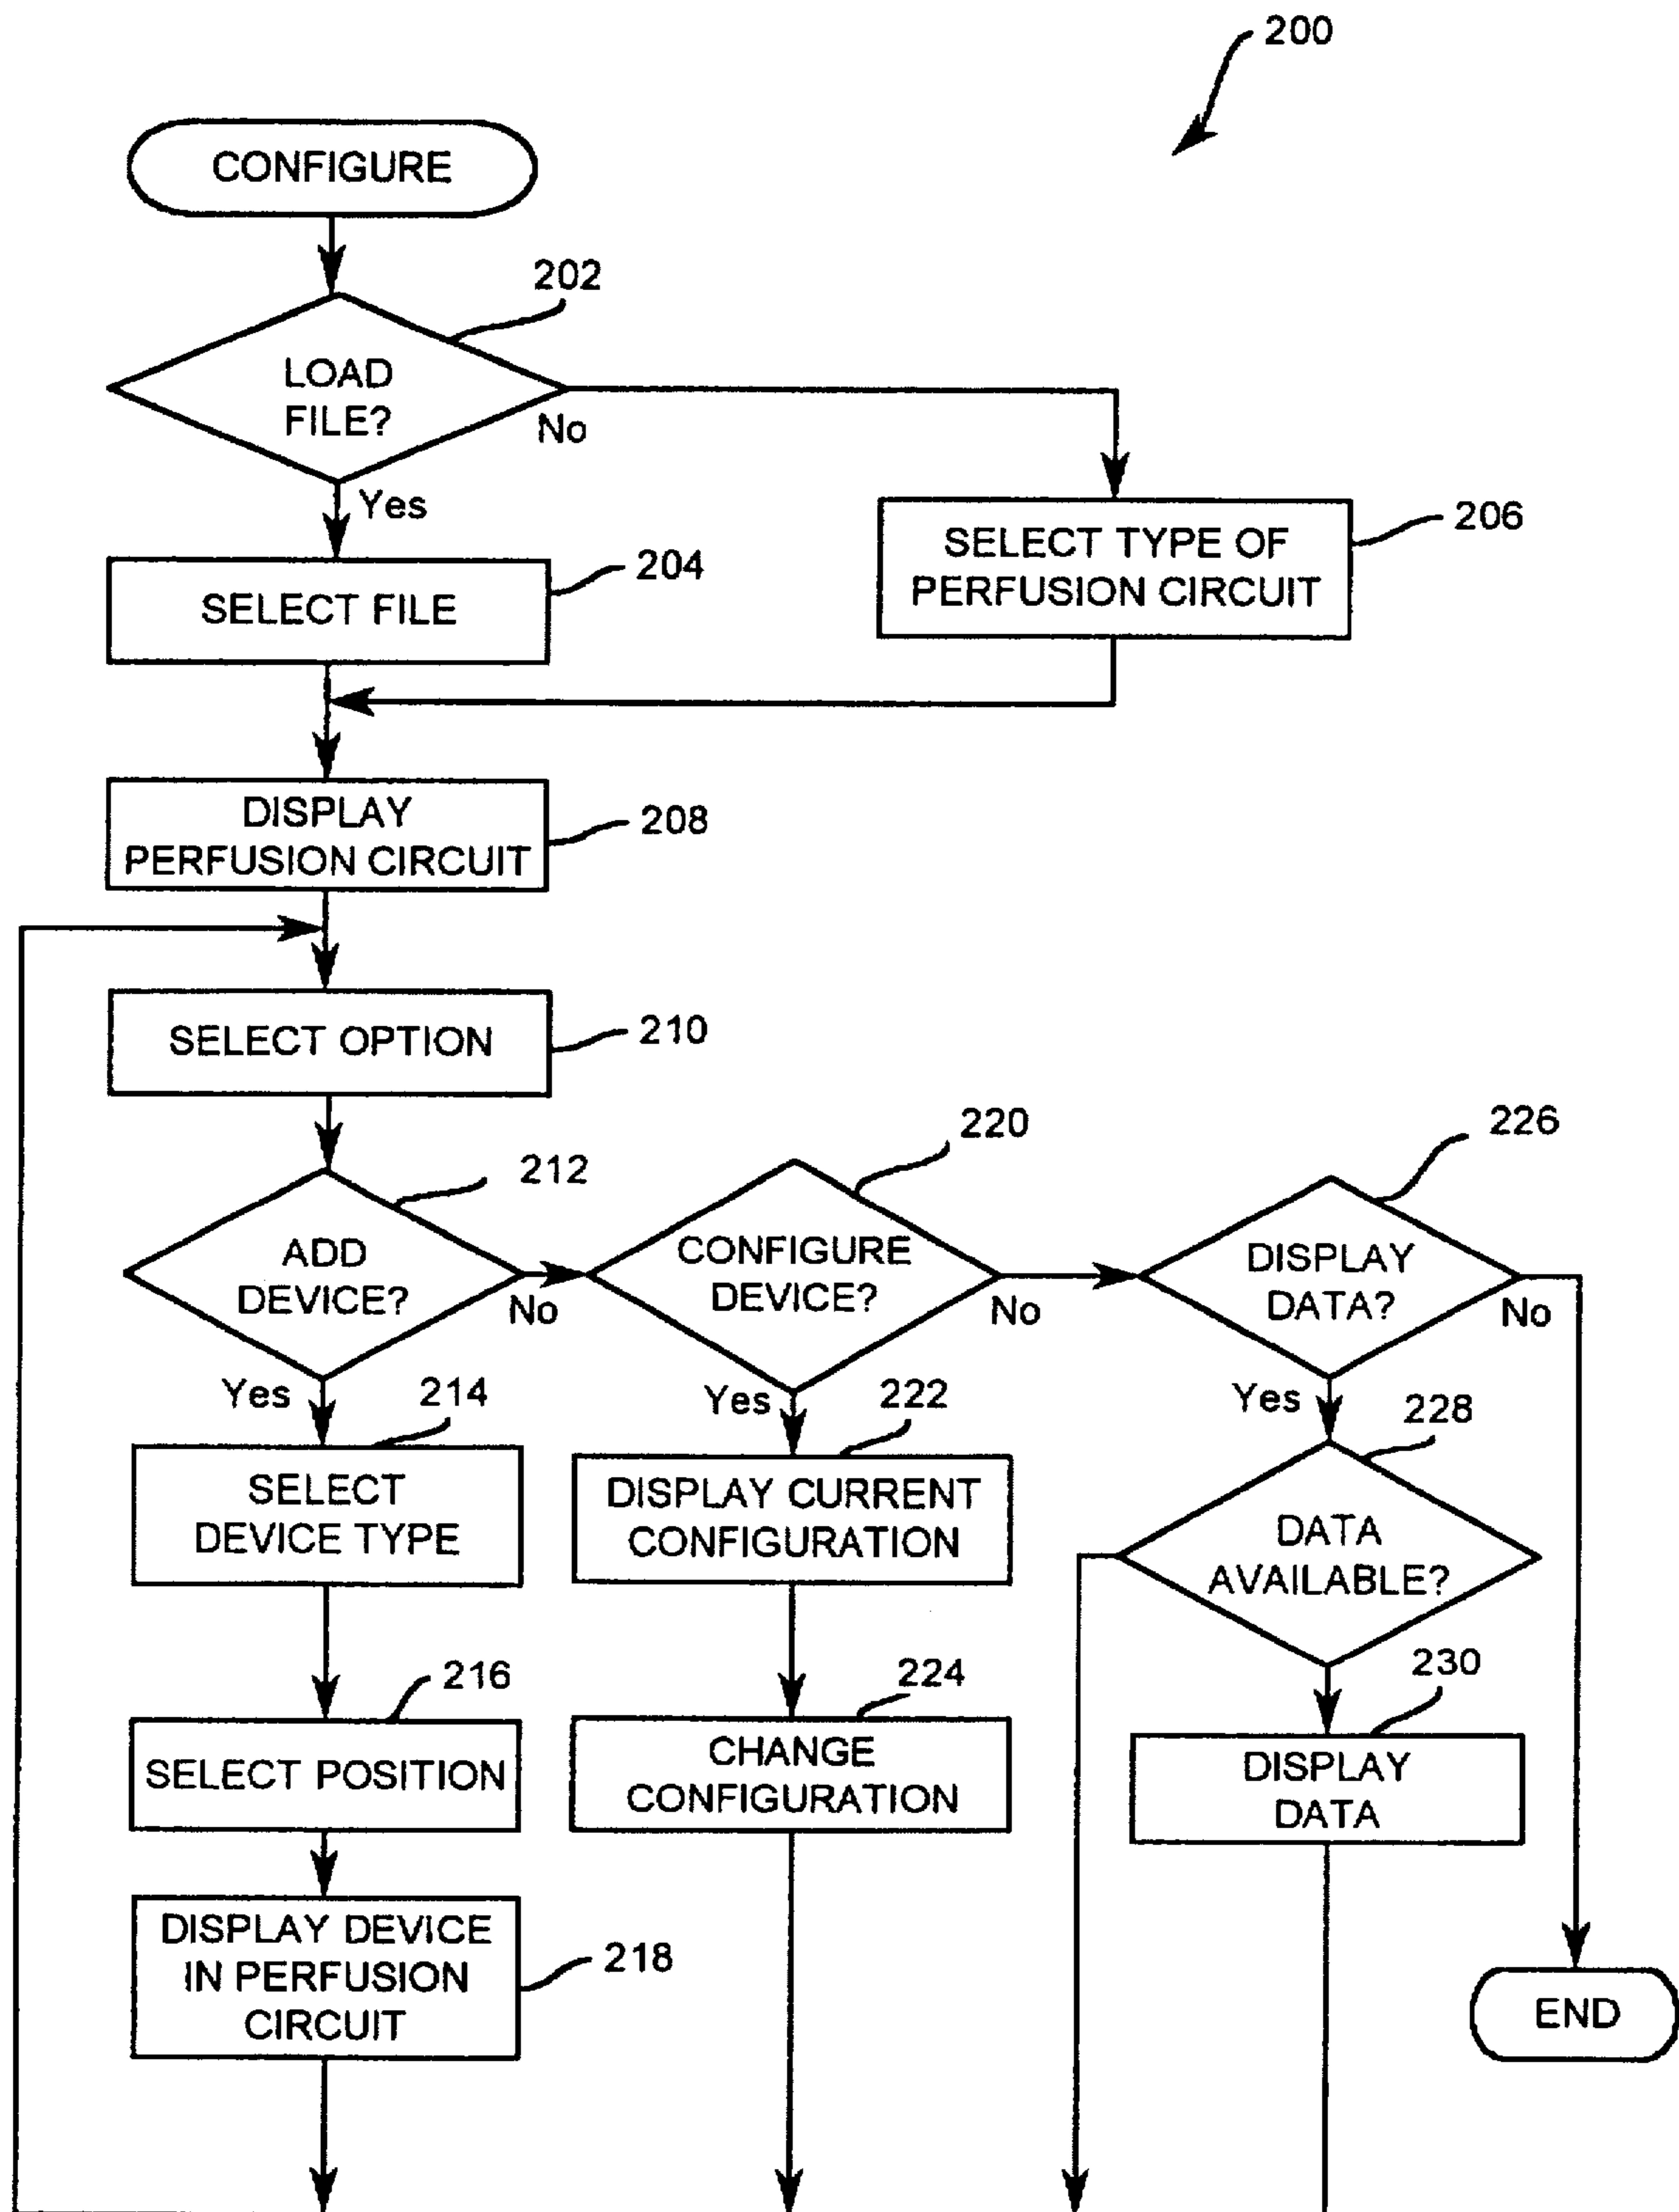 200
CONFIGURE
202
LOAD
FILE?
No
Yes
206
SELECT TYPE OF
PERFUSION CIRCUIT
204
SELECT FILE
208
DISPLAY
PERFUSION CIRCUIT
210
SELECT OPTION
212
ADD
DEVICE?
No
Yes
220
CONFIGURE
DEVICE?
No
Yes
226
DISPLAY
DATA?
No
Yes
214
SELECT
DEVICE TYPE
222
DISPLAY CURRENT
CONFIGURATION
228
DATA
AVAILABLE?
216
SELECT POSITION
224
CHANGE
CONFIGURATION
230
DISPLAY
DATA
218
DISPLAY DEVICE
IN PERFUSION
CIRCUIT
END